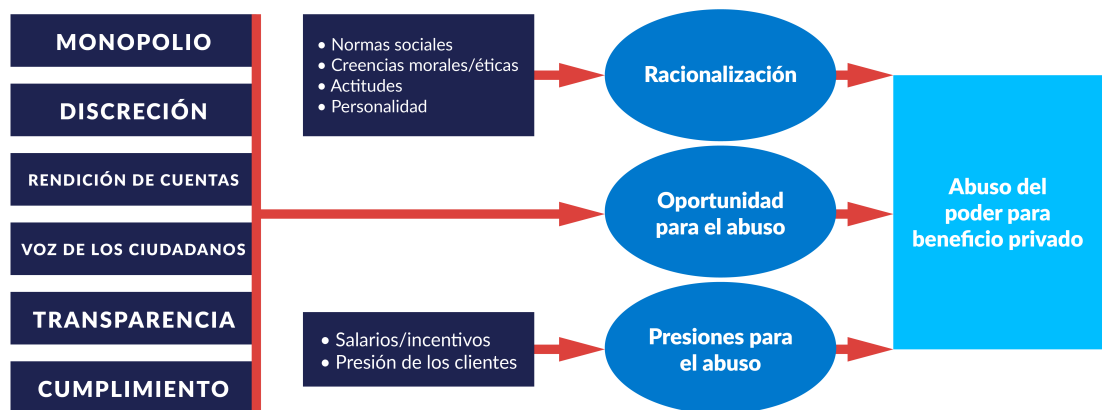 MONOPOLIO
DISCRECIÓN
RENDICIÓN DE CUENTAS
VOZ DE LOS CIUDADANOS
TRANSPARENCIA
CUMPLIMIENTO
• Normas sociales
• Creencias morales/éticas
• Actitudes
• Personalidad
• Salarios/incentivos
• Presión de los clientes
Racionalización
Oportunidad
para el abuso
Presiones para
el abuso
Abuso del
poder para
beneficio privado